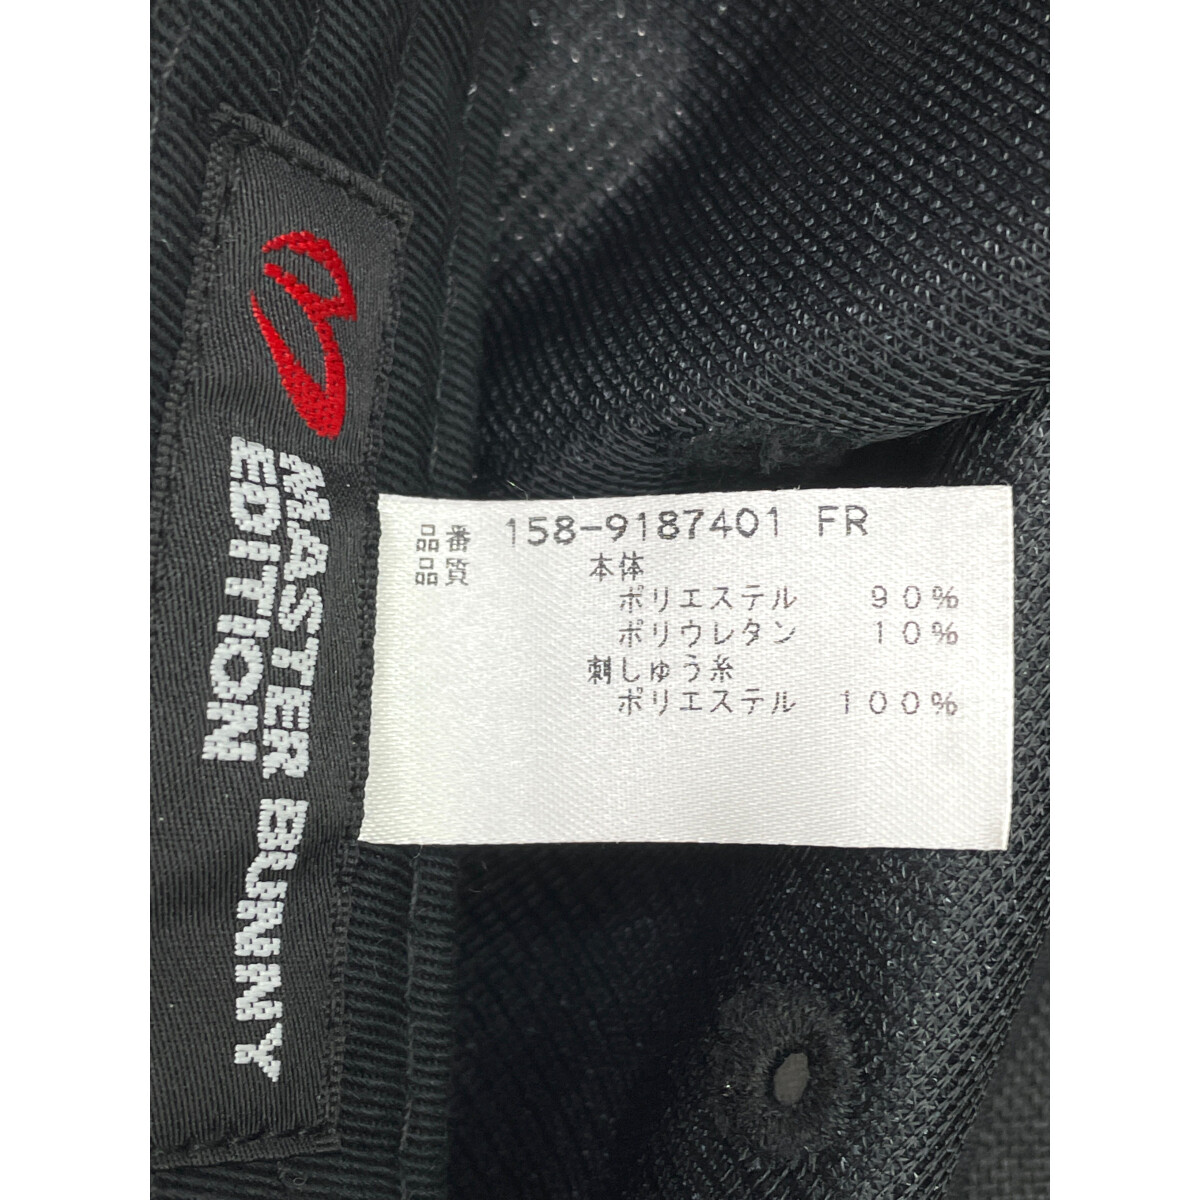 MASTER BUNNY
EDITION
品番 158-9187401 FR
品質 本体
ポリエステル 90%
ポリウレタン 10%
刺しゅう糸
ポリエステル 100%